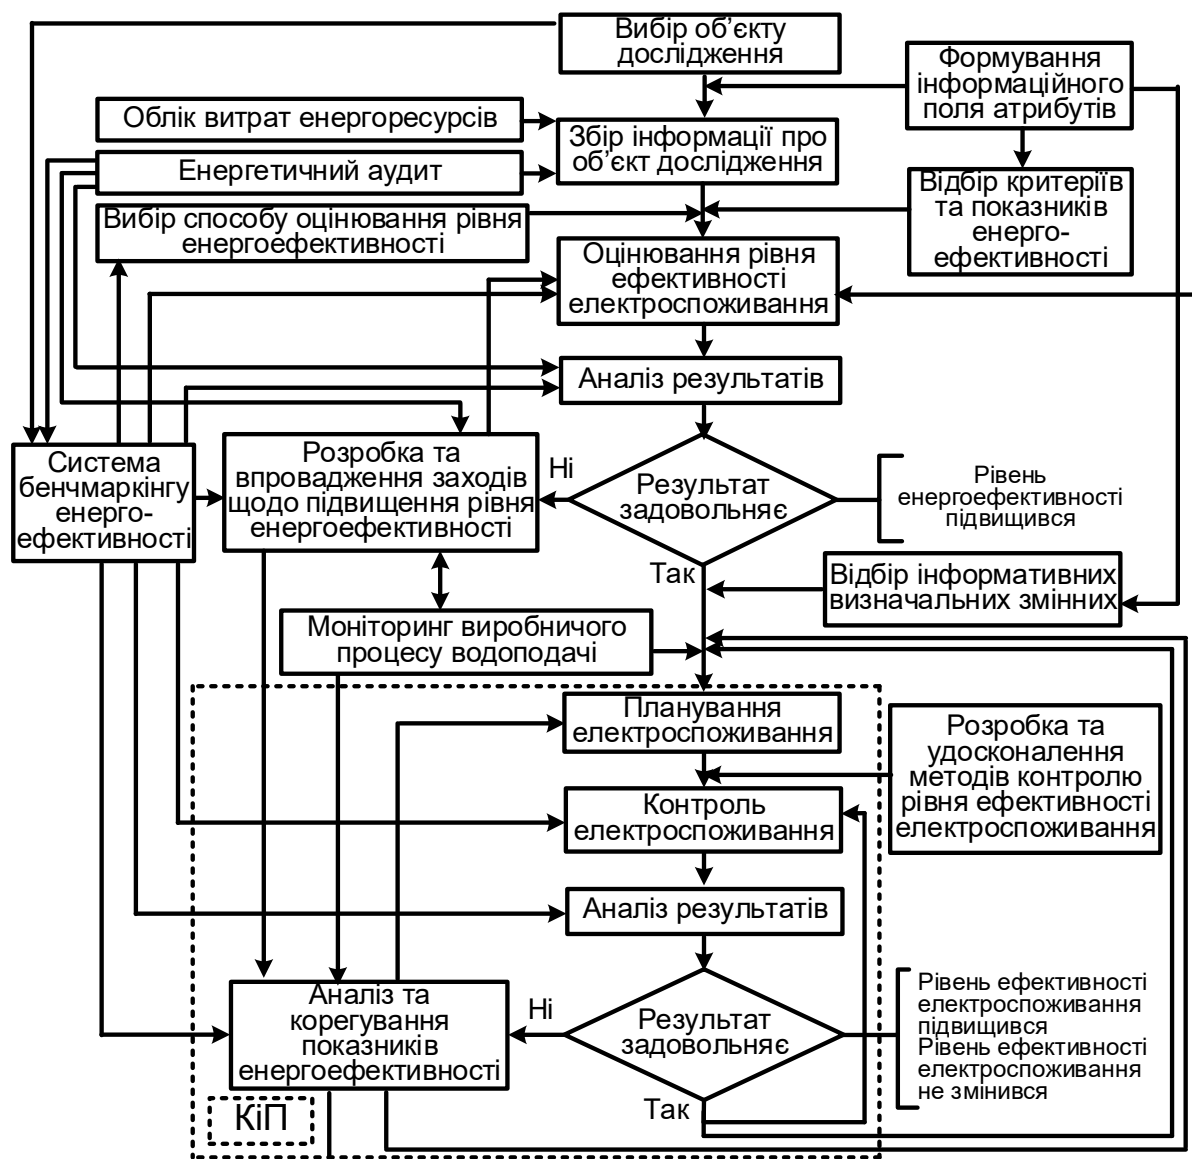 Вибір об’єкту
дослідження
Формування
інформаційного
поля атрибутів
Облік витрат енергоресурсів
Збір інформації про
об’єкт дослідження
Енергетичний аудит
Відбір критеріїв
та показників
енерго-
ефективності
Вибір способу оцінювання рівня
енергоефективності
Оцінювання рівня
ефективності
електроспоживання
Аналіз результатів
Система
бенчмаркінгу
енерго-
ефективності
Розробка та
впровадження заходів
щодо підвищення рівня
енергоефективності
Ні
Результат
задовольняє
Рівень
енергоефективності
підвищився
Так
Відбір інформативних
визначальних змінних
Моніторинг виробничого
процесу водоподачі
Планування
електроспоживання
Розробка та
удосконалення
методів контролю
рівня ефективності
електроспоживання
Контроль
електроспоживання
Аналіз результатів
Аналіз та
корегування
показників
енергоефективності
Ні
Результат
задовольняє
Рівень ефективності
електроспоживання
підвищився
Рівень ефективності
електроспоживання
не змінився
Так
КіП